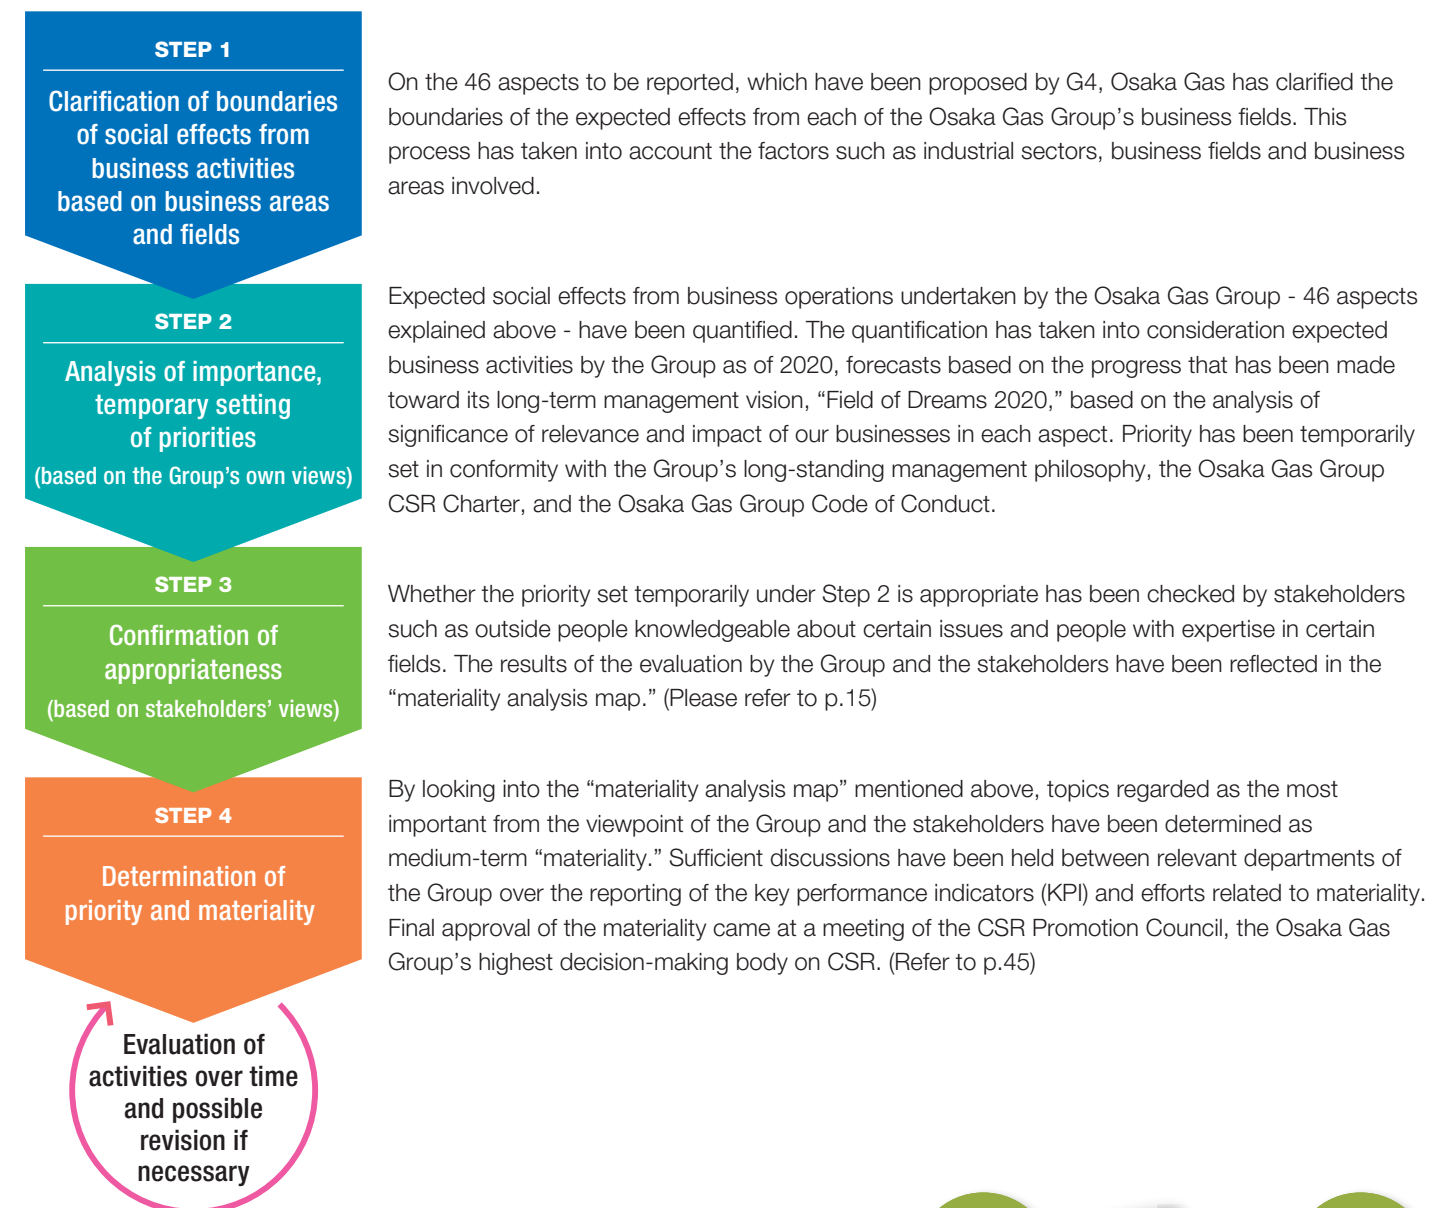 STEP 1
Clarification of boundaries
of social effects from
business activities
based on business areas
and fields
On the 46 aspects to be reported, which have been proposed by G4, Osaka Gas has clarified the
boundaries of the expected effects from each of the Osaka Gas Group’s business fields. This
process has taken into account the factors such as industrial sectors, business fields and business
areas involved.
STEP 2
Analysis of importance,
temporary setting
of priorities
(based on the Group’s own views)
Expected social effects from business operations undertaken by the Osaka Gas Group - 46 aspects
explained above - have been quantified. The quantification has taken into consideration expected
business activities by the Group as of 2020, forecasts based on the progress that has been made
toward its long-term management vision, “Field of Dreams 2020,” based on the analysis of
significance of relevance and impact of our businesses in each aspect. Priority has been temporarily
set in conformity with the Group’s long-standing management philosophy, the Osaka Gas Group
CSR Charter, and the Osaka Gas Group Code of Conduct.
STEP 3
Confirmation of
appropriateness
(based on stakeholders’ views)
Whether the priority set temporarily under Step 2 is appropriate has been checked by stakeholders
such as outside people knowledgeable about certain issues and people with expertise in certain
fields. The results of the evaluation by the Group and the stakeholders have been reflected in the
“materiality analysis map.” (Please refer to p.15)
STEP 4
Determination of
priority and materiality
By looking into the “materiality analysis map” mentioned above, topics regarded as the most
important from the viewpoint of the Group and the stakeholders have been determined as
medium-term “materiality.” Sufficient discussions have been held between relevant departments of
the Group over the reporting of the key performance indicators (KPI) and efforts related to materiality.
Final approval of the materiality came at a meeting of the CSR Promotion Council, the Osaka Gas
Group’s highest decision-making body on CSR. (Refer to p.45)
Evaluation of
activities over time
and possible
revision if
necessary